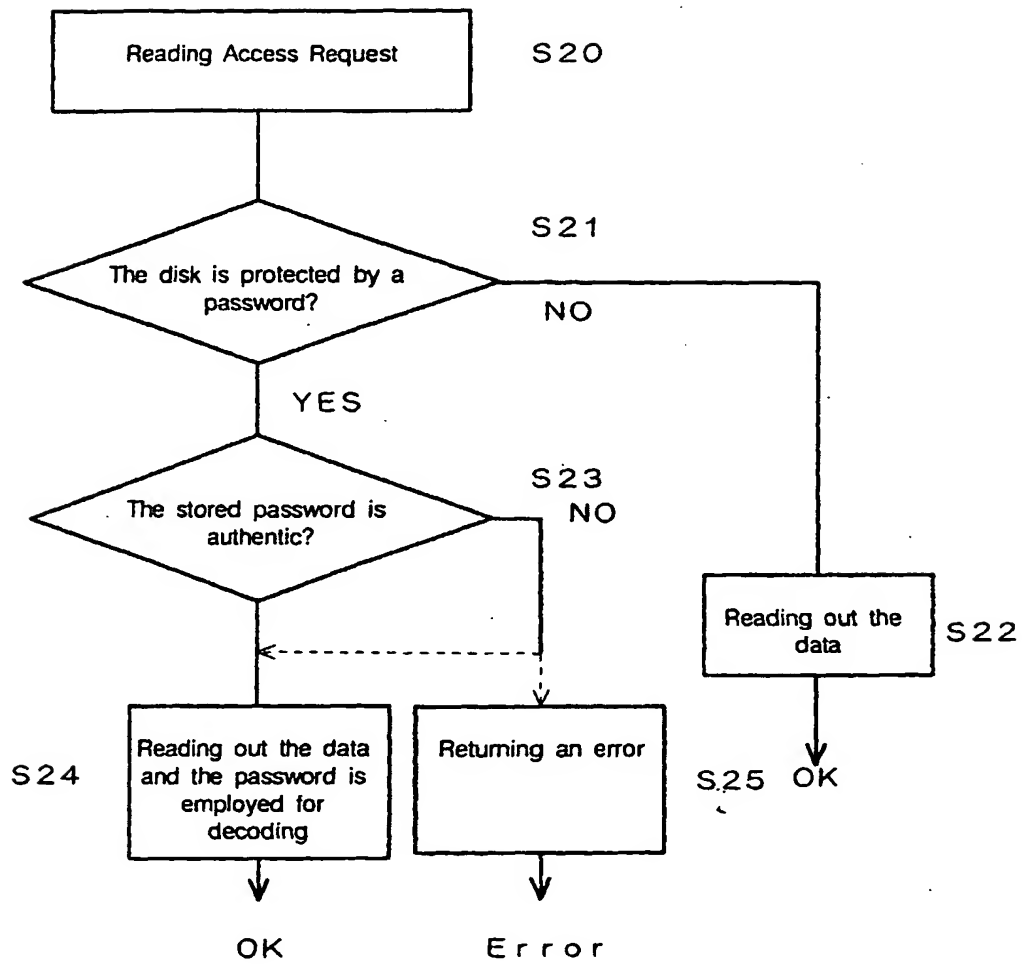 Reading Access Request
S20
S21
The disk is protected by a
password?
NO
YES
S23
NO
The stored password is
authentic?
Reading out the
data
S22
OK
S24
Reading out the data
and the password is
employed for
decoding
Returning an error
S25
OK
Error